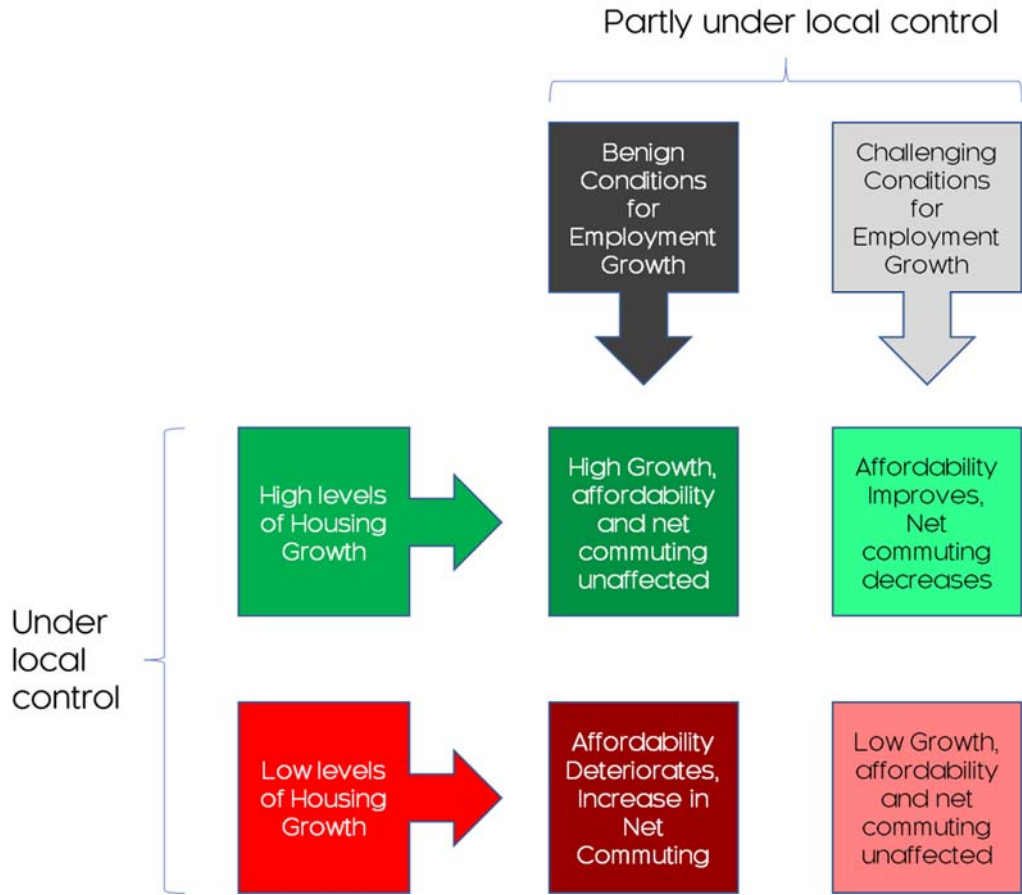 Partly under local control
Benign
Conditions
for
Employment
Growth
Challenging
Conditions
for
Employment
Growth
High levels
of Housing
Growth
High Growth,
affordability
and net
commuting
unaffected
Affordability
Improves,
Net
commuting
decreases
Under
local
control
Low levels
of Housing
Growth
Affordability
Deteriorates,
Increase in
Net
Commuting
Low Growth,
affordability
and net
commuting
unaffected